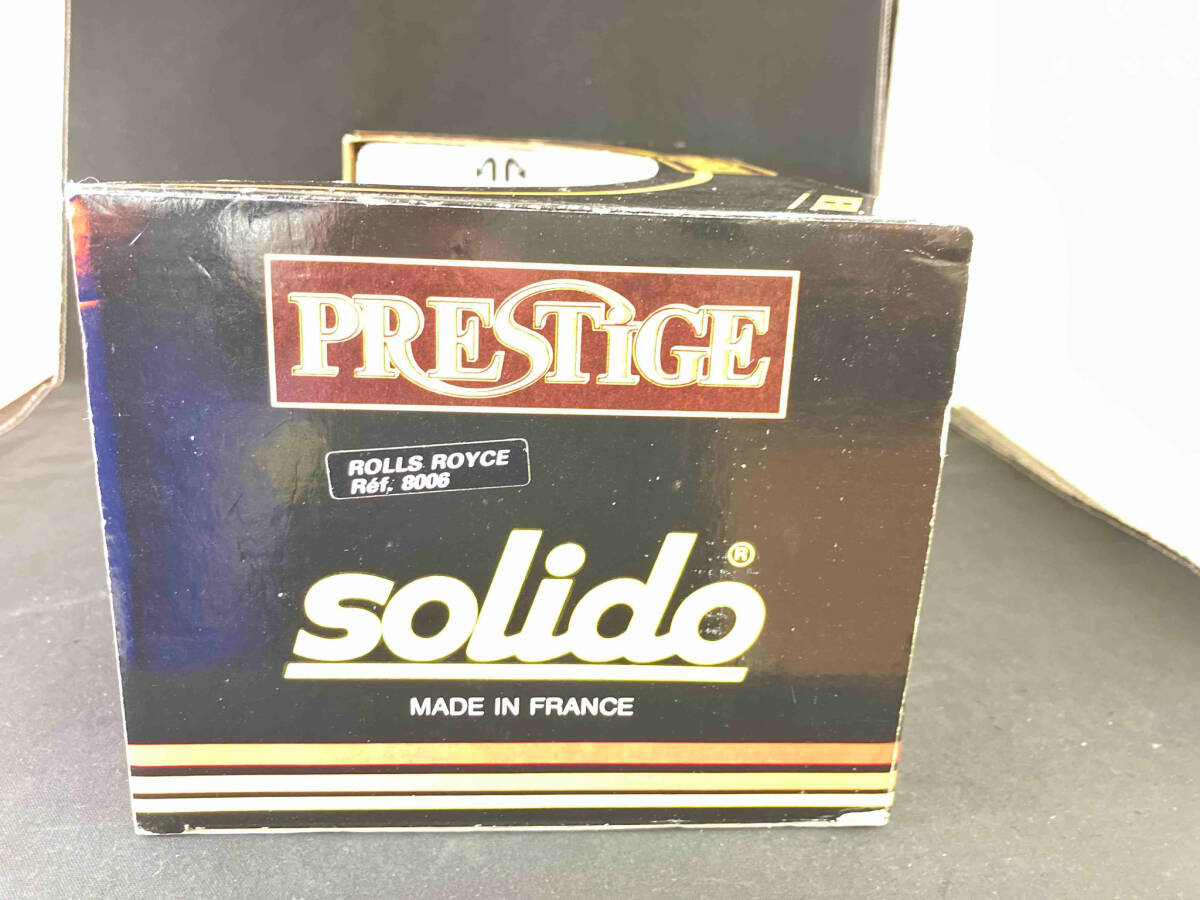 PRESTiGE
ROLLS ROYCE
Réf. 8006
solido®
MADE IN FRANCE